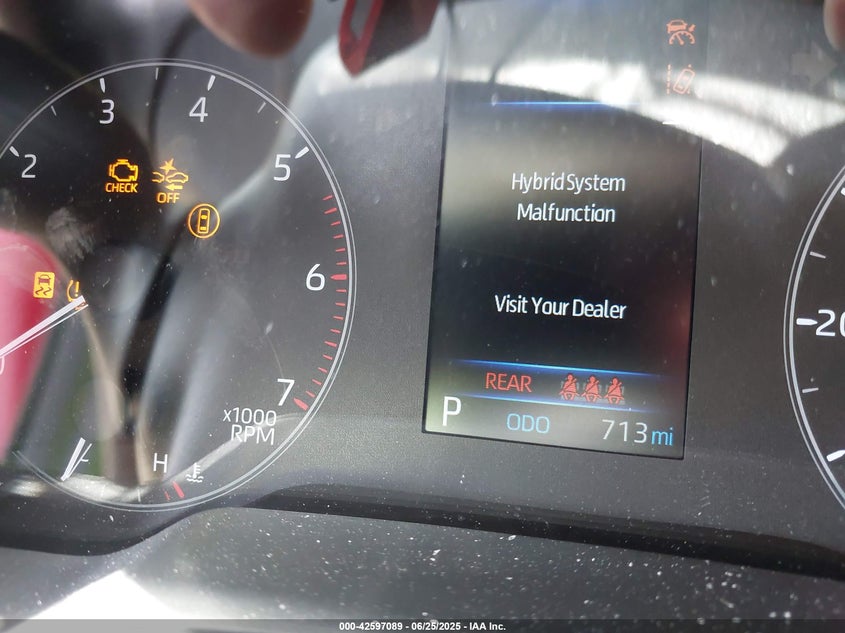 2
3
4
5
6
7
x1000
RPM
CHECK
OFF
H
Hybrid System
Malfunction
Visit Your Dealer
REAR
P
ODO
713 mi
000-42597089 - 06/25/2025 - IAA Inc.